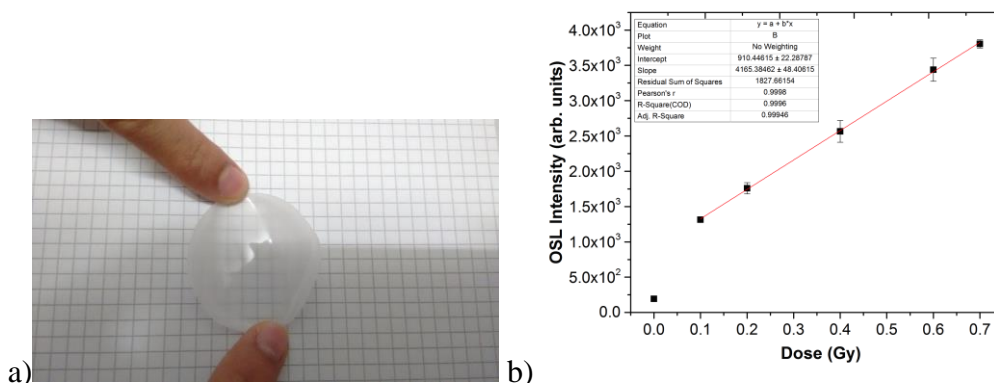 a)
b)
OSL Intensity (arb. units)
4.0x10³
3.5x10³
3.0x10³
2.5x10³
2.0x10³
1.5x10³
1.0x10³
5.0x10²
0.0
Equation y = a + b*x
Plot B
Weight No Weighting
Intercept 910.44615 ± 22.28787
Slope 4165.38462 ± 48.40615
Residual Sum of Squares 1827.66154
Pearson's r 0.9998
R-Square(COD) 0.9996
Adj. R-Square 0.99946
0.0 0.1 0.2 0.3 0.4 0.5 0.6 0.7
Dose (Gy)